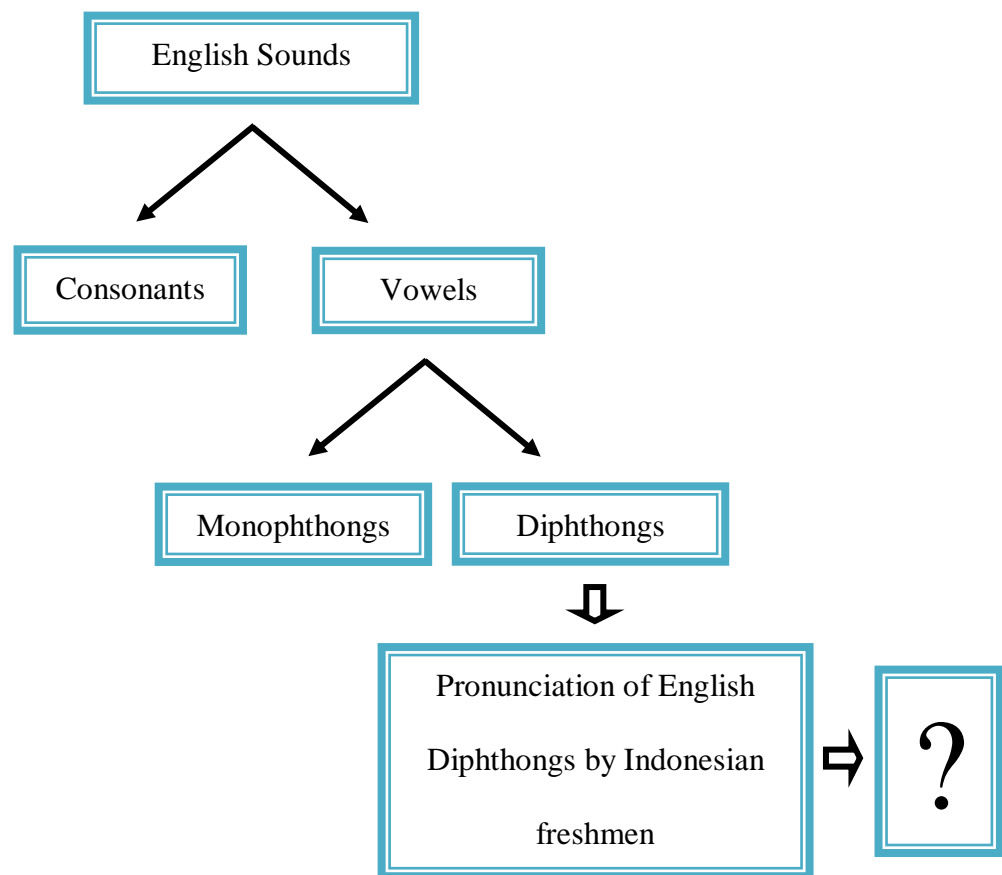 English Sounds
Consonants
Vowels
Monophthongs
Diphthongs
Pronunciation of English
Diphthongs by Indonesian
freshmen
?